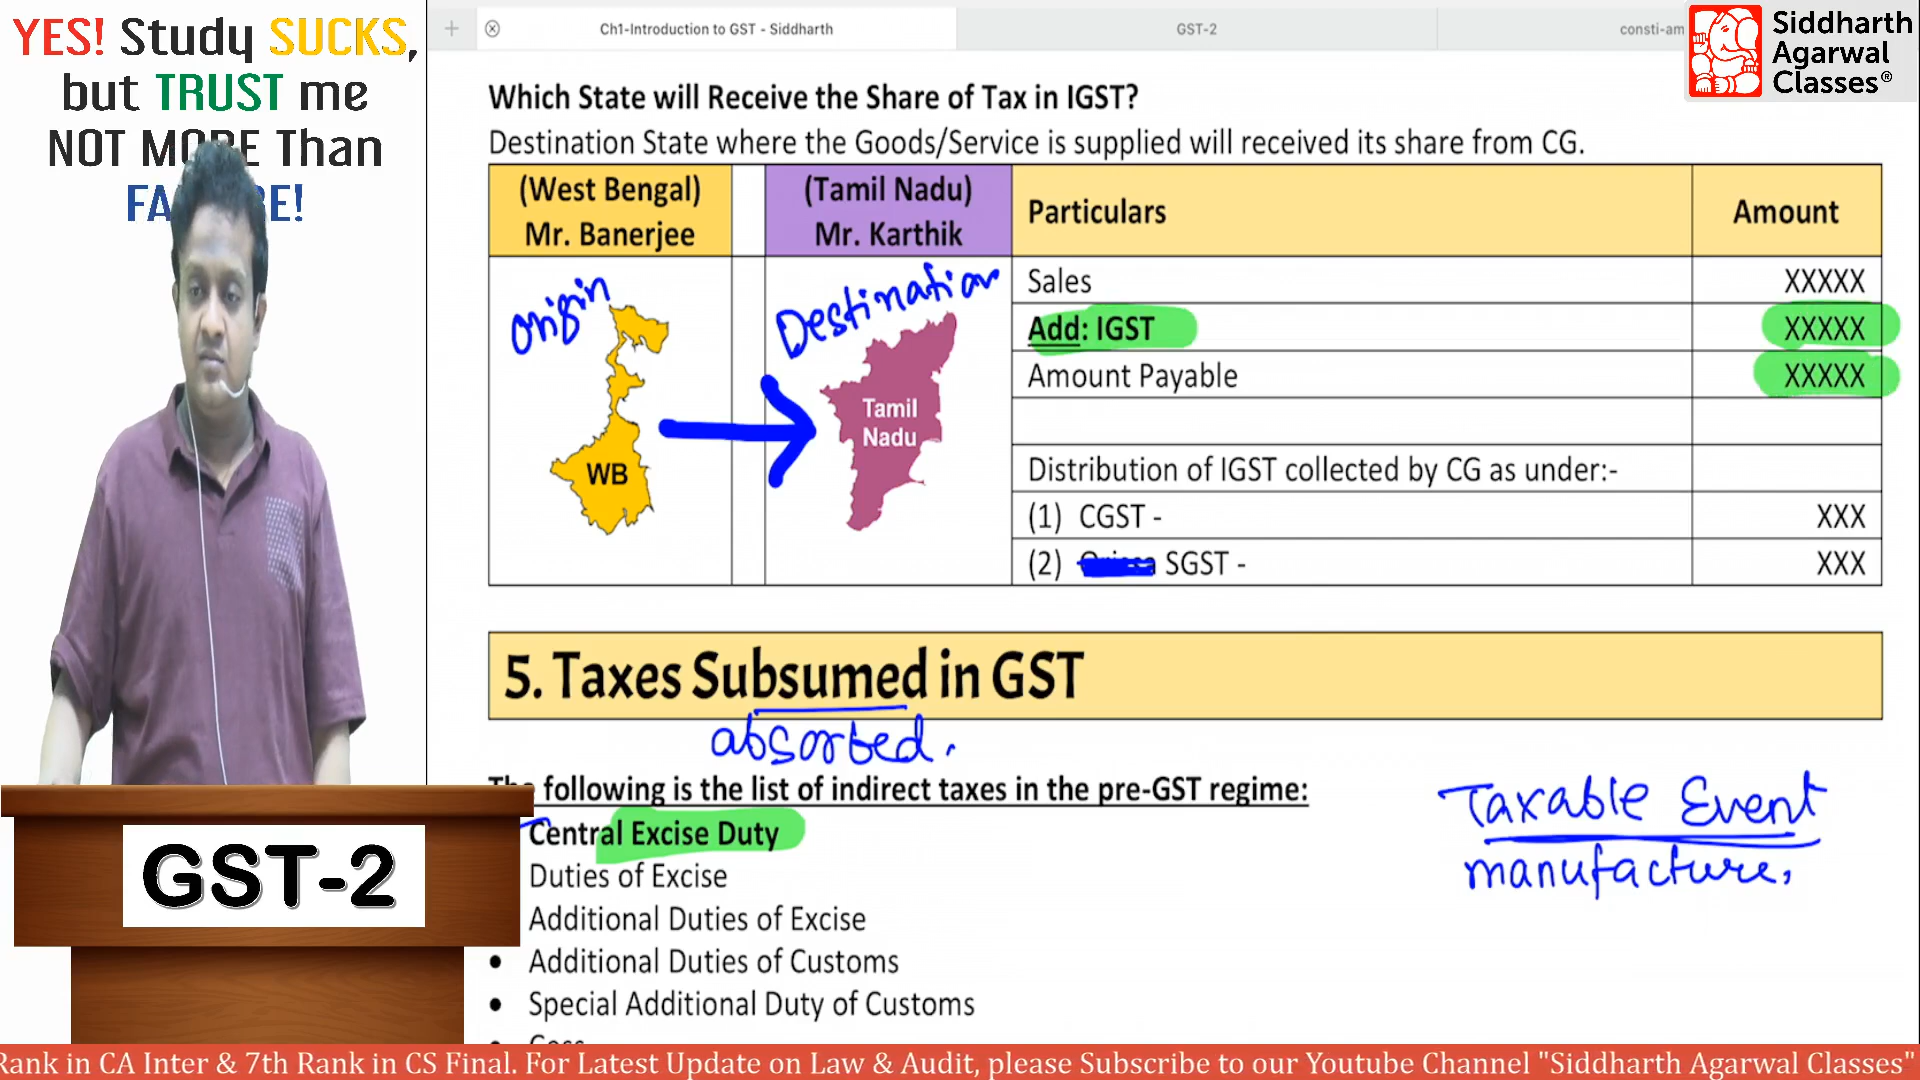 YES! Study SUCKS,
but TRUST me
NOT MORE Than
Ch1-Introduction to GST - Siddharth
GST-2
consti-am
Siddharth
Agarwal
Classes®
Which State will Receive the Share of Tax in IGST?
Destination State where the Goods/Service is supplied will received its share from CG.
(West Bengal)
Mr. Banerjee
(Tamil Nadu)
Mr. Karthik
Particulars
Amount
Origin
Destination
WB
Tamil
Nadu
Sales XXXXX
Add: IGST XXXXX
Amount Payable XXXXX
Distribution of IGST collected by CG as under:-
(1) CGST - XXX
(2) SGST - XXX
5. Taxes Subsumed in GST
absorbed.
The following is the list of indirect taxes in the pre-GST regime:
Central Excise Duty
Duties of Excise
Additional Duties of Excise
• Additional Duties of Customs
• Special Additional Duty of Customs
Taxable Event
manufacture,
GST-2
Rank in CA Inter & 7th Rank in CS Final. For Latest Update on Law & Audit, please Subscribe to our Youtube Channel "Siddharth Agarwal Classes"